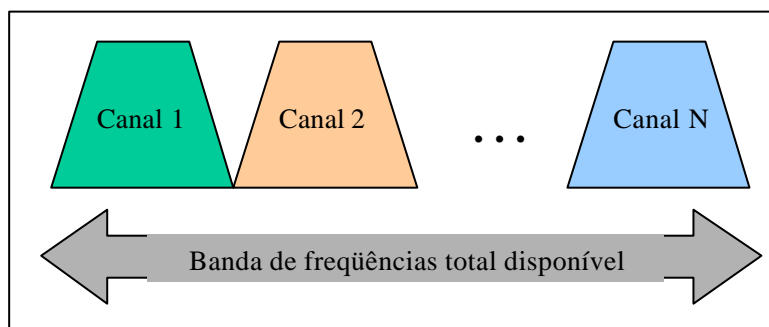 Canal 1 Canal 2 ... Canal N
Banda de freqüências total disponível